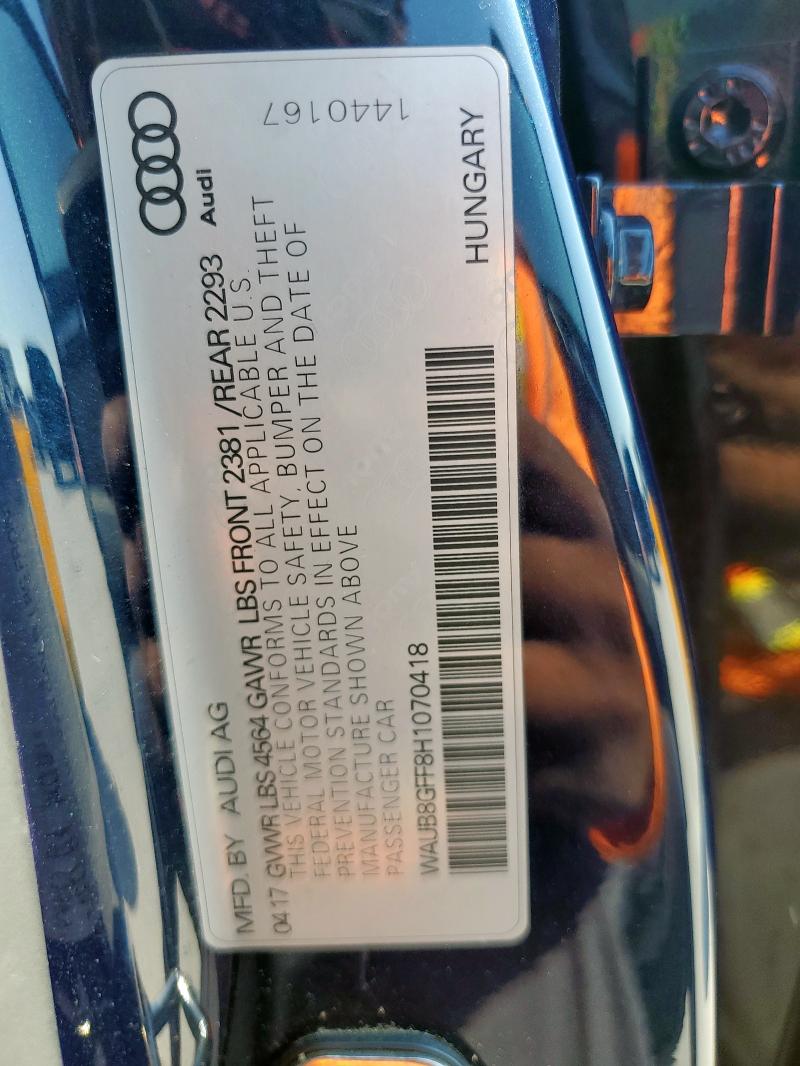 Audi
1440167
MFD. BY AUDI AG
0417 GVWR LBS 4564 GAWR LBS FRONT 2381 /REAR 2293
THIS VEHICLE CONFORMS TO ALL APPLICABLE U.S.
FEDERAL MOTOR VEHICLE SAFETY, BUMPER AND THEFT
PREVENTION STANDARDS IN EFFECT ON THE DATE OF
MANUFACTURE SHOWN ABOVE
PASSENGER CAR
WAUB8GFF8H1070418
HUNGARY